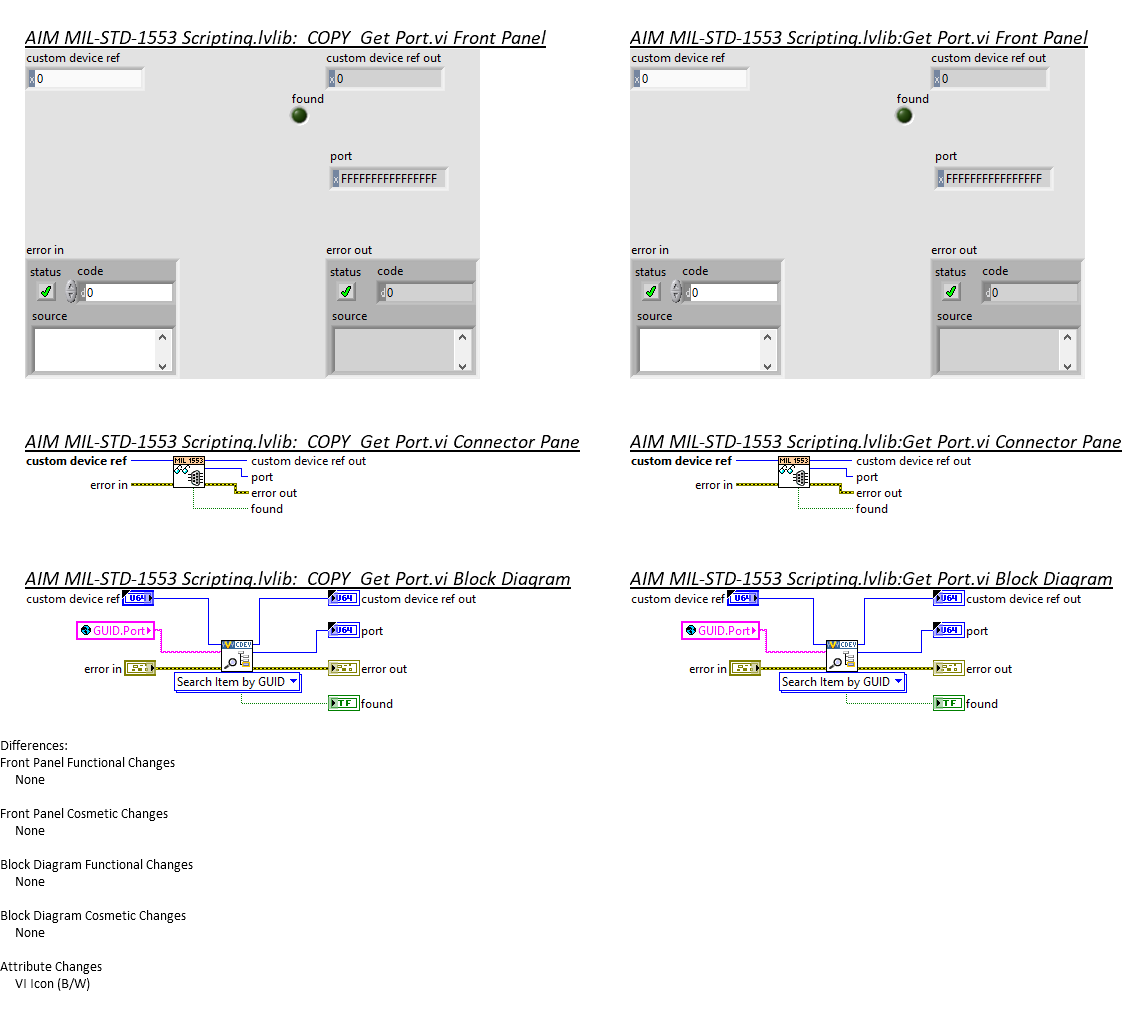 AIM MIL-STD-1553 Scripting.lvlib:_COPY_Get Port.vi Front Panel
custom device ref
x 0
custom device ref out
x 0
found
port
x FFFFFFFFFFFFFFFF
error in
status code
d 0
source
error out
status code
d 0
source
AIM MIL-STD-1553 Scripting.lvlib:Get Port.vi Front Panel
custom device ref
x 0
custom device ref out
x 0
found
port
x FFFFFFFFFFFFFFFF
error in
status code
d 0
source
error out
status code
d 0
source
AIM MIL-STD-1553 Scripting.lvlib:_COPY_Get Port.vi Connector Pane
custom device ref
MIL 1553
custom device ref out
port
error in
error out
found
AIM MIL-STD-1553 Scripting.lvlib:Get Port.vi Connector Pane
custom device ref
MIL 1553
custom device ref out
port
error in
error out
found
AIM MIL-STD-1553 Scripting.lvlib:_COPY_Get Port.vi Block Diagram
custom device ref U64
U64 custom device ref out
GUID.Port
U64 port
CDEV
error in
error out
Search Item by GUID
TF found
AIM MIL-STD-1553 Scripting.lvlib:Get Port.vi Block Diagram
custom device ref U64
U64 custom device ref out
GUID.Port
U64 port
CDEV
error in
error out
Search Item by GUID
TF found
Differences:
Front Panel Functional Changes
None
Front Panel Cosmetic Changes
None
Block Diagram Functional Changes
None
Block Diagram Cosmetic Changes
None
Attribute Changes
VI Icon (B/W)